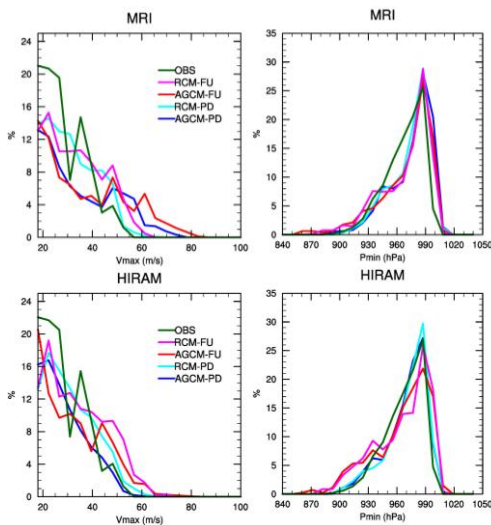 MRI
24
20
16
12
8
4
0
%
20 40 60 80 100
Vmax (m/s)
OBS
RCM-FU
AGCM-FU
RCM-PD
AGCM-PD
MRI
35
30
25
20
15
10
5
0
%
840 870 900 930 960 990 1020 1040
Pmin (hPa)
HIRAM
24
20
16
12
8
4
0
%
20 40 60 80 100
Vmax (m/s)
OBS
RCM-FU
AGCM-FU
RCM-PD
AGCM-PD
HIRAM
35
30
25
20
15
10
5
0
%
840 870 900 930 960 990 1020 1040
Pmin (hPa)